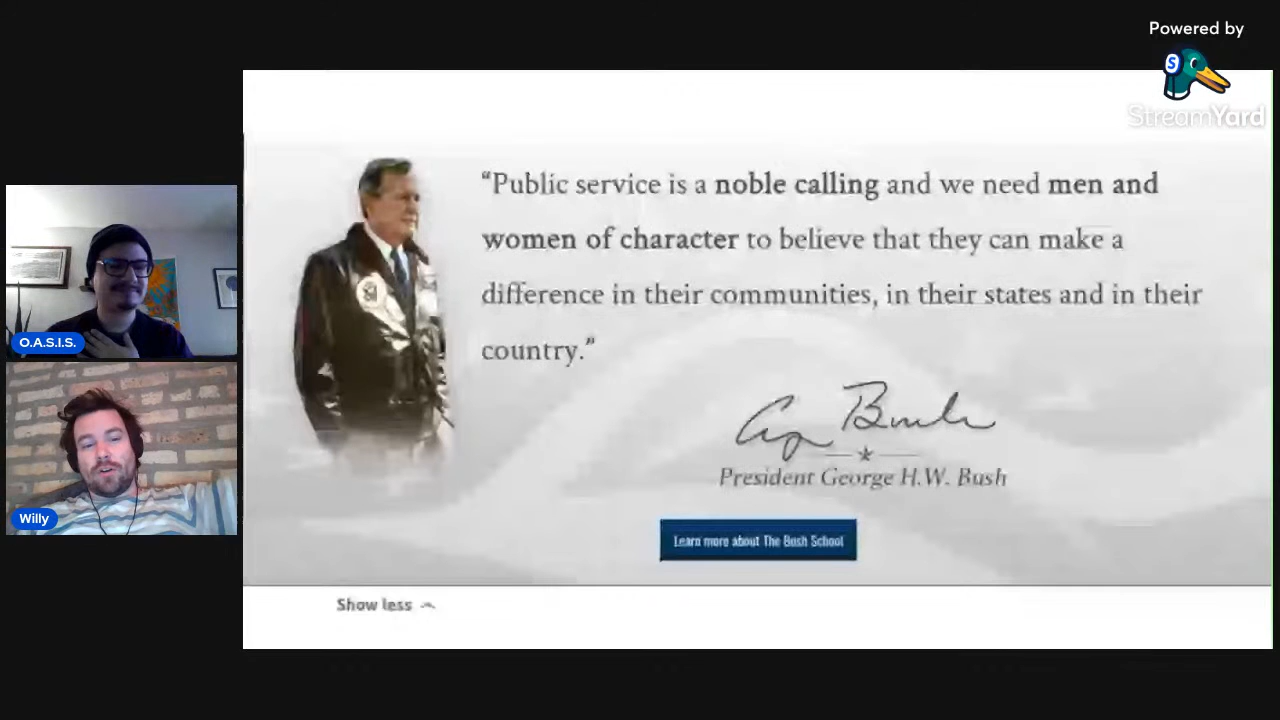 Powered by
StreamYard
“Public service is a noble calling and we need men and
women of character to believe that they can make a
difference in their communities, in their states and in their
country.”
G Bush
President George H.W. Bush
Learn more about The Bush School
Show less
O.A.S.I.S.
Willy